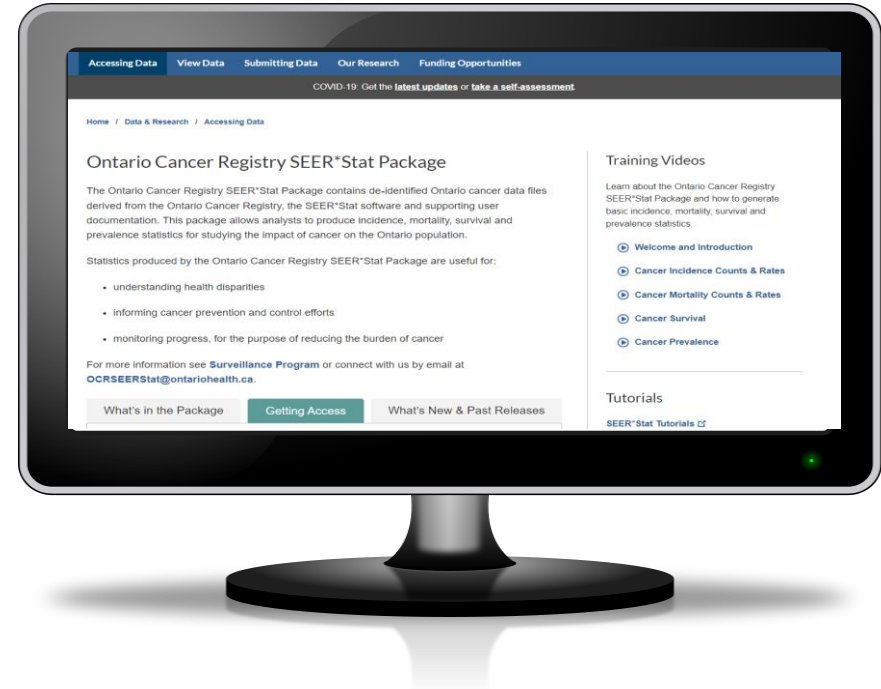 Accessing Data View Data Submitting Data Our Research Funding Opportunities
COVID-19: Get the latest updates or take a self-assessment.
Home / Data & Research / Accessing Data
Ontario Cancer Registry SEER*Stat Package
The Ontario Cancer Registry SEER*Stat Package contains de-identified Ontario cancer data files
derived from the Ontario Cancer Registry, the SEER*Stat software and supporting user
documentation. This package allows analysts to produce incidence, mortality, survival and
prevalence statistics for studying the impact of cancer on the Ontario population.
Statistics produced by the Ontario Cancer Registry SEER*Stat Package are useful for:
• understanding health disparities
• informing cancer prevention and control efforts
• monitoring progress, for the purpose of reducing the burden of cancer
For more information see Surveillance Program or connect with us by email at
OCRSEERStat@ontariohealth.ca.
What's in the Package Getting Access What's New & Past Releases
Training Videos
Learn about the Ontario Cancer Registry
SEER*Stat Package and how to generate
basic incidence, mortality, survival and
prevalence statistics.
Welcome and Introduction
Cancer Incidence Counts & Rates
Cancer Mortality Counts & Rates
Cancer Survival
Cancer Prevalence
Tutorials
SEER*Stat Tutorials